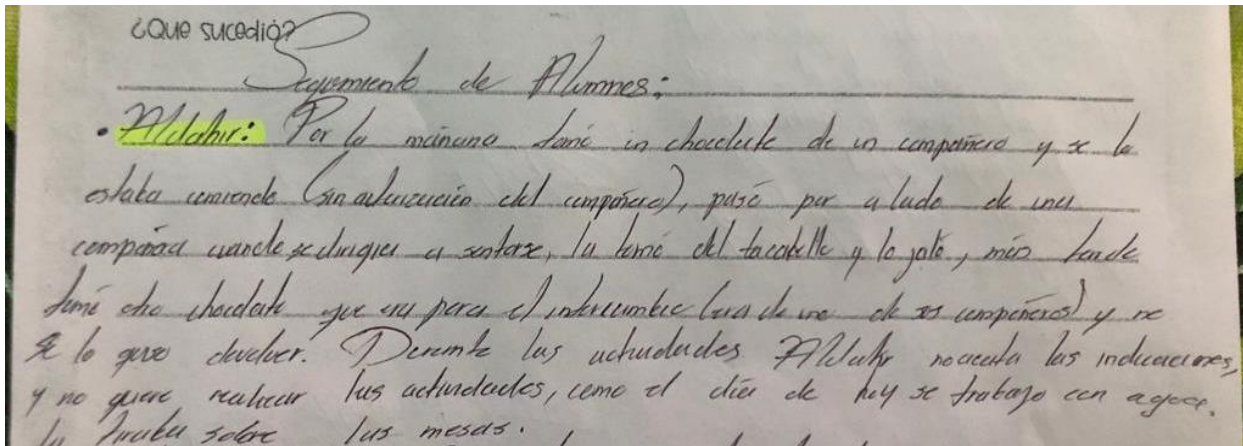 ¿Que sucedió?
Seguimiento de Alumnos:
• Aldahir: Por la mañana tomó un chocolate de un compañero y se lo
estaba comiendo (sin autorización del compañero), pasó por a lado de una
compañera cuando se dirigía a sentarse, la tomó del cabello y lo jaló, más tarde
tomó otro chocolate que era para el intercambio (era de uno de sus compañeros) y no
se lo quiso devolver. Durante las actividades Aldahir no acata las indicaciones,
y no quiere realizar las actividades, como el día de hoy se trabajo con agua,
la tiraba sobre las mesas.